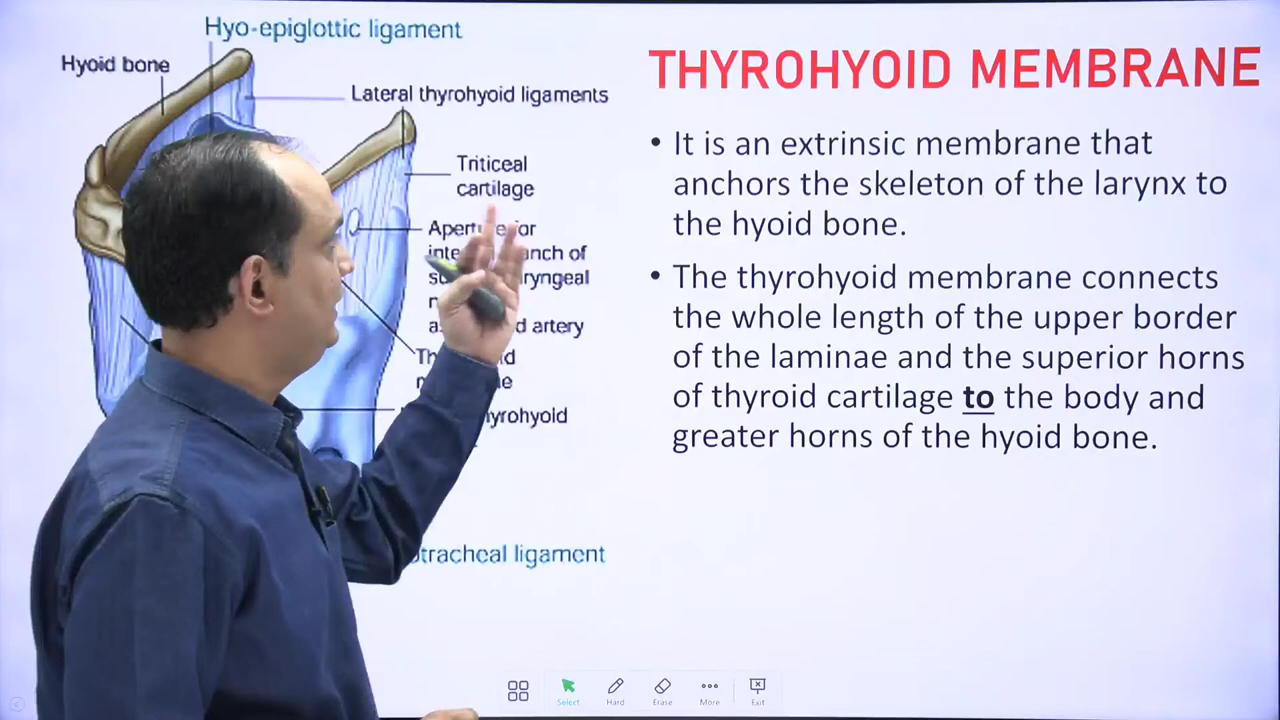 Hyo-epiglottic ligament
Hyoid bone
Lateral thyrohyoid ligaments
Triticeal
cartilage
of
artery
thyrohyoid
ligament
THYROHYOID MEMBRANE
• It is an extrinsic membrane that
anchors the skeleton of the larynx to
the hyoid bone.
• The thyrohyoid membrane connects
the whole length of the upper border
of the laminae and the superior horns
of thyroid cartilage to the body and
greater horns of the hyoid bone.
Select
Hard
Erase
More
Exit